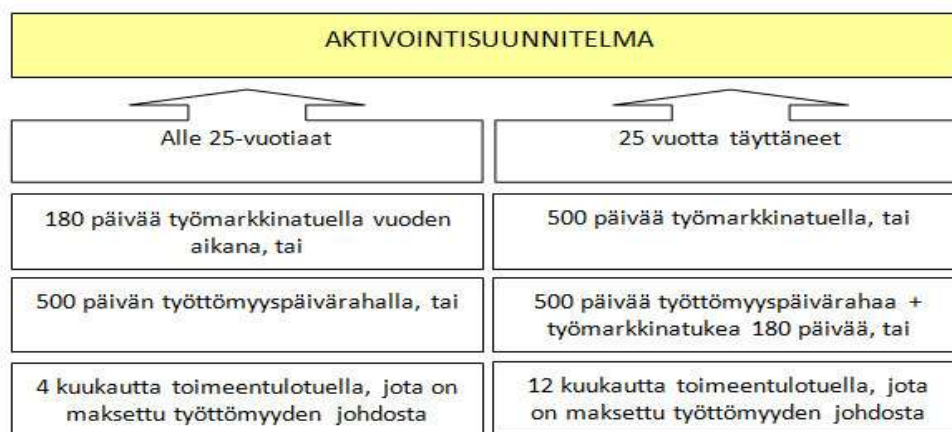 AKTIVOINTISUUNNITELMA
Alle 25-vuotiaat
180 päivää työmarkkinatuella vuoden
aikana, tai
500 päivän työttömyyspäivärahalla, tai
4 kuukautta toimeentulotuella, jota on
maksettu työttömyyden johdosta
25 vuotta täyttäneet
500 päivää työmarkkinatuella, tai
500 päivää työttömyyspäivärahaa +
työmarkkinatukea 180 päivää, tai
12 kuukautta toimeentulotuella, jota
on maksettu työttömyyden johdosta